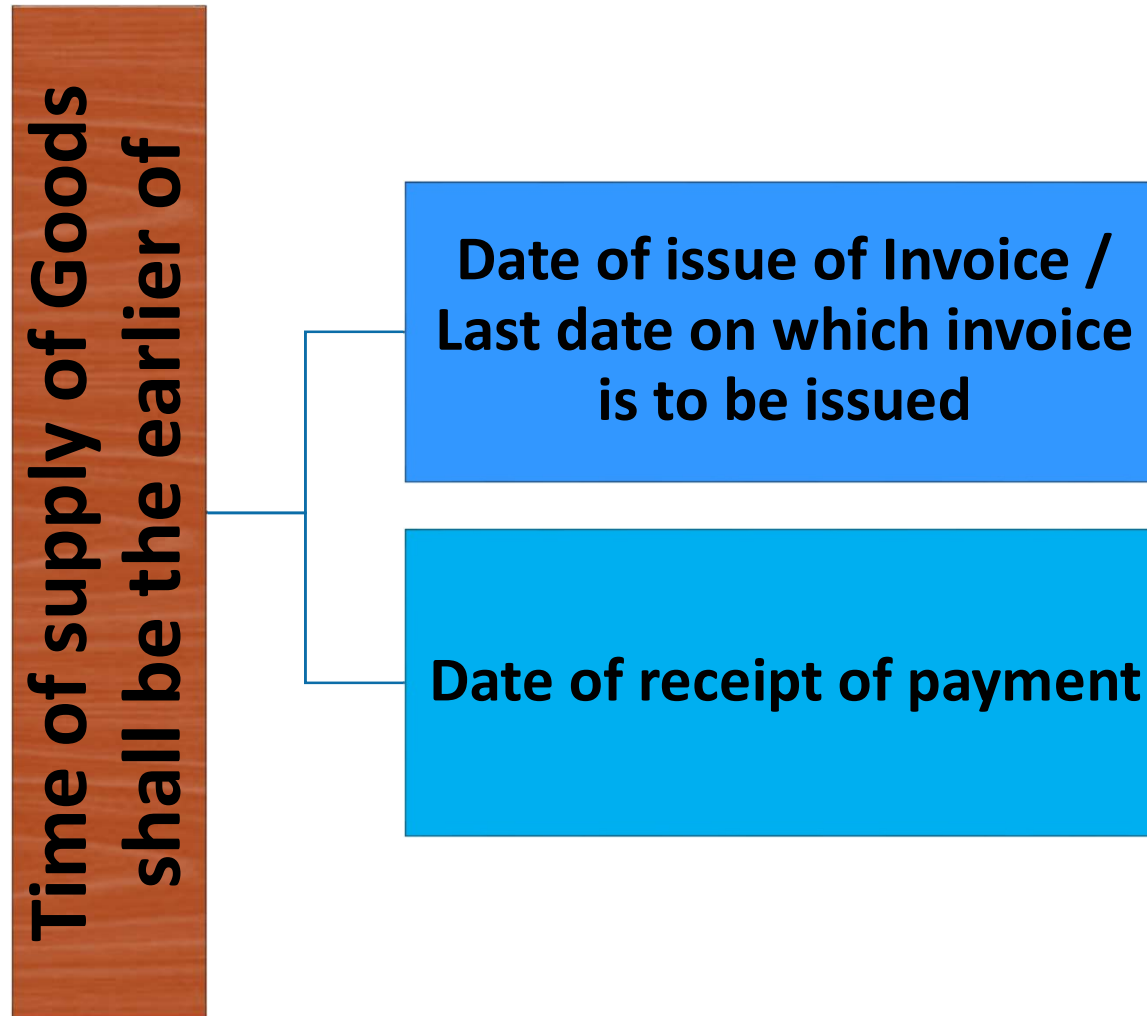 Time of supply of Goods
shall be the earlier of
Date of issue of Invoice /
Last date on which invoice
is to be issued
Date of receipt of payment